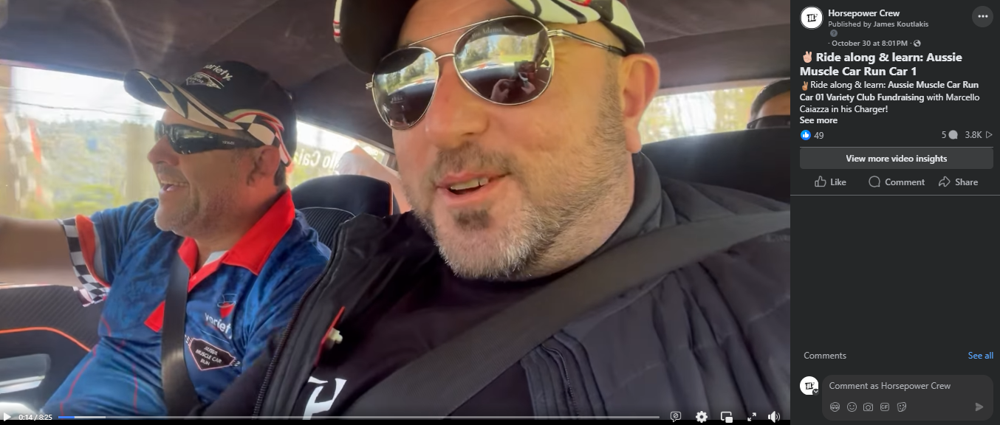 Horsepower Crew
Published by James Koutlakis
· October 30 at 8:01 PM ·
Ride along & learn: Aussie
Muscle Car Run Car 1
Ride along & learn: Aussie Muscle Car Run
Car 01 Variety Club Fundraising with Marcello
Caiazza in his Charger!
See more
49
5
3.8K
View more video insights
Like
Comment
Share
Comments
See all
Comment as Horsepower Crew
GIF
variety
variety
AUSSIE
MUSCLE CAR
RUN
0:14 / 8:25